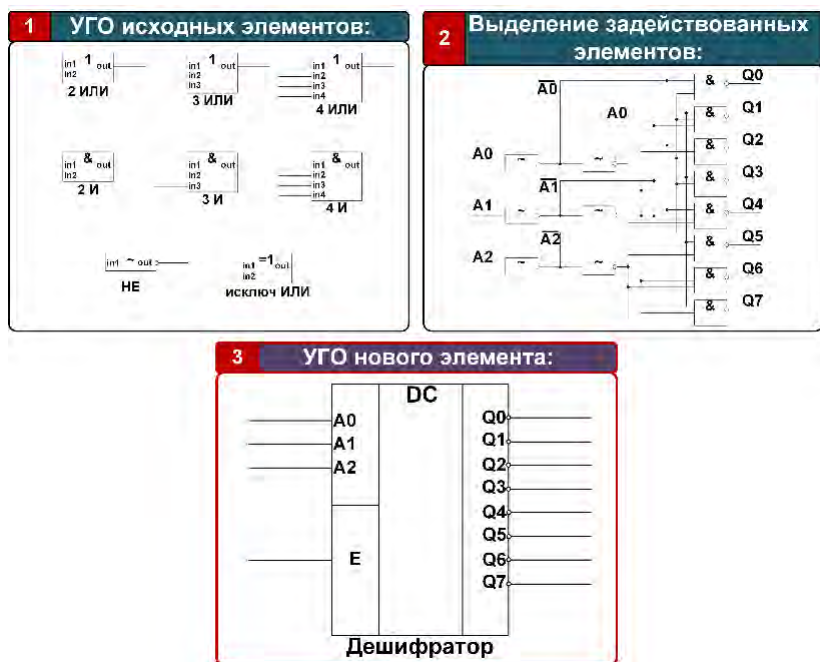 1 УГО исходных элементов:
in1 1 out
in2
2 ИЛИ
in1 1 out
in2
in3
3 ИЛИ
in1 1 out
in2
in3
in4
4 ИЛИ
in1 & out
in2
2 И
in1 & out
in2
in3
3 И
in1 & out
in2
in3
in4
4 И
in1 ~ out
НЕ
in1 =1 out
in2
исключ ИЛИ
2 Выделение задействованных
элементов:
A0 A0
A0 ~ ~
A1
A1 ~ ~
A2
A2 ~ ~
& Q0
& Q1
& Q2
& Q3
& Q4
& Q5
& Q6
& Q7
3 УГО нового элемента:
DC
A0
A1
A2
E
Q0
Q1
Q2
Q3
Q4
Q5
Q6
Q7
Дешифратор